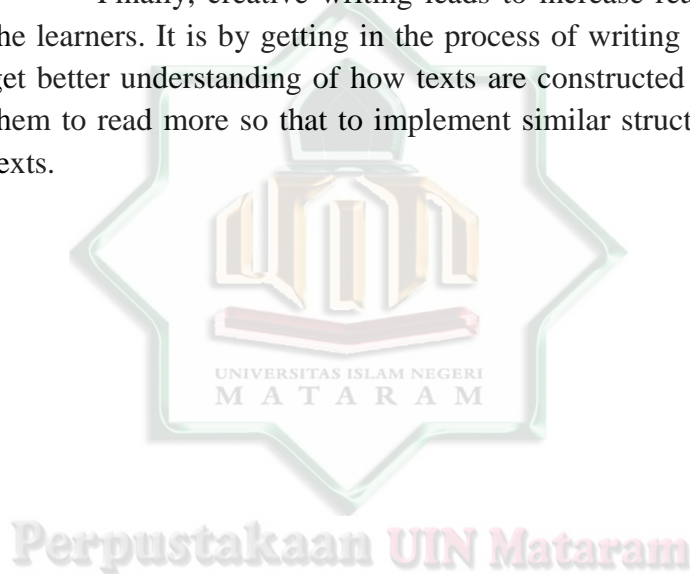 Finally, creative writing leads to increase
he learners. It is by getting in the process of writing
get better understanding of how texts are constructed
hem to read more so that to implement similar struct
exts.
UNIVERSITAS ISLAM NEGERI
MATARAM
Perpustakaan UIN Mataram